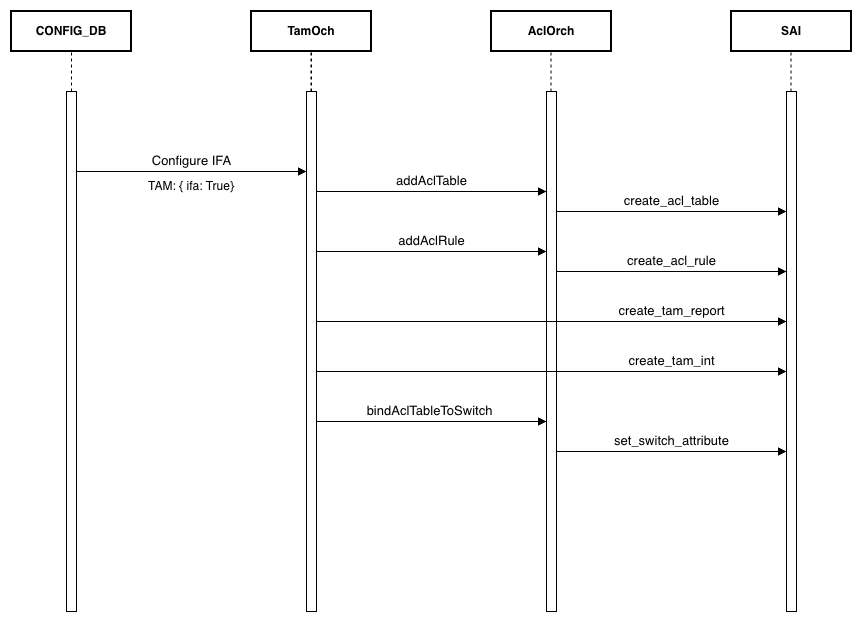 CONFIG_DB
TamOch
AclOrch
SAI
Configure IFA
TAM: { ifa: True}
addAclTable
create_acl_table
addAclRule
create_acl_rule
create_tam_report
create_tam_int
bindAclTableToSwitch
set_switch_attribute